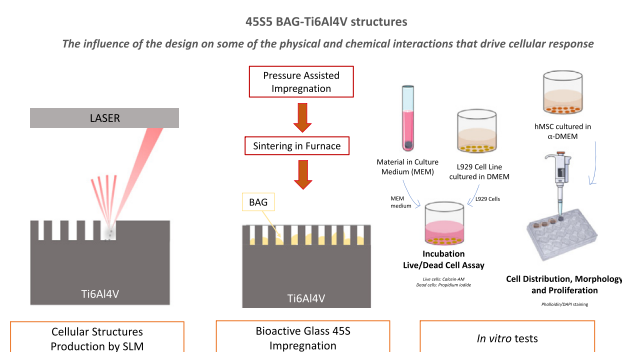 45S5 BAG-Ti6Al4V structures
The influence of the design on some of the physical and chemical interactions that drive cellular response
LASER
Ti6Al4V
Cellular Structures
Production by SLM
Pressure Assisted
Impregnation
Sintering in Furnace
BAG
Ti6Al4V
Bioactive Glass 45S
Impregnation
Material in Culture
Medium (MEM)
L929 Cell Line
cultured in DMEM
MEM
medium
L929 Cells
Incubation
Live/Dead Cell Assay
Live cells: Calcein-AM
Dead cells: Propidium iodide
hMSC cultured in
α-DMEM
Cell Distribution, Morphology
and Proliferation
Phalloidin/DAPI staining
In vitro tests